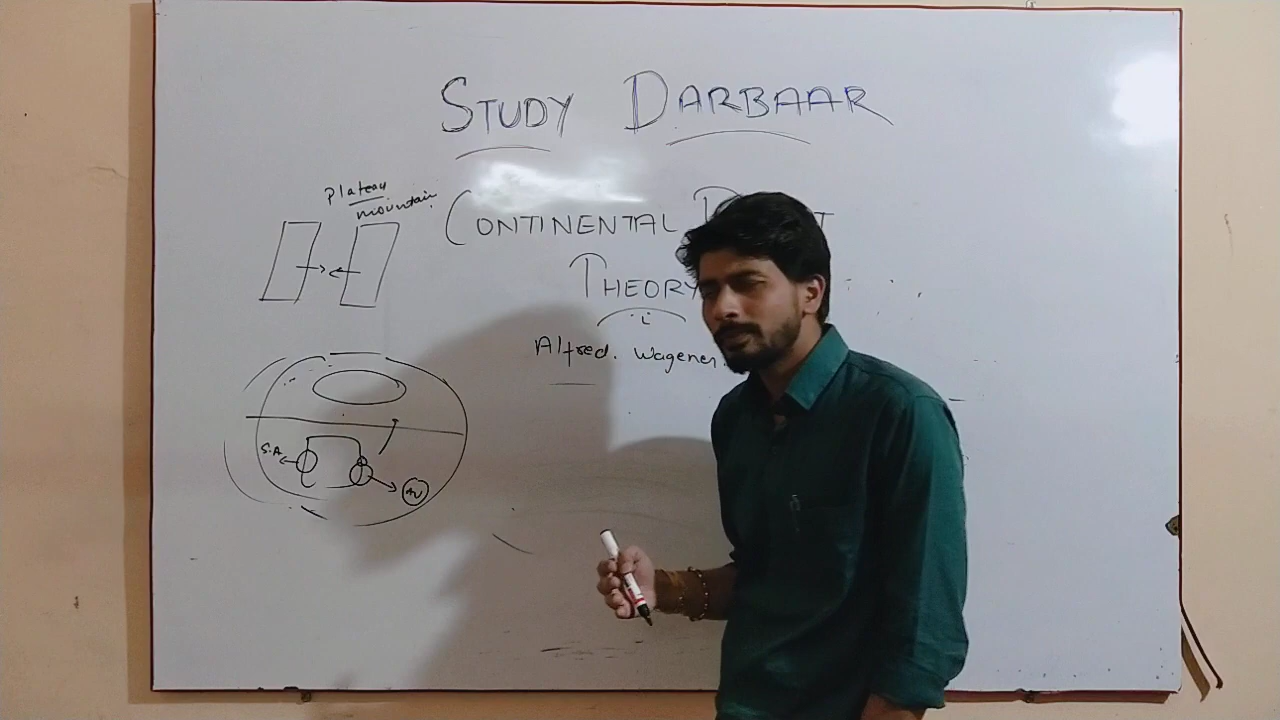 STUDY DARBAAR
Plateau
mountain
CONTINENTAL D T
THEORY
Alfred. Wagener.
S.A.